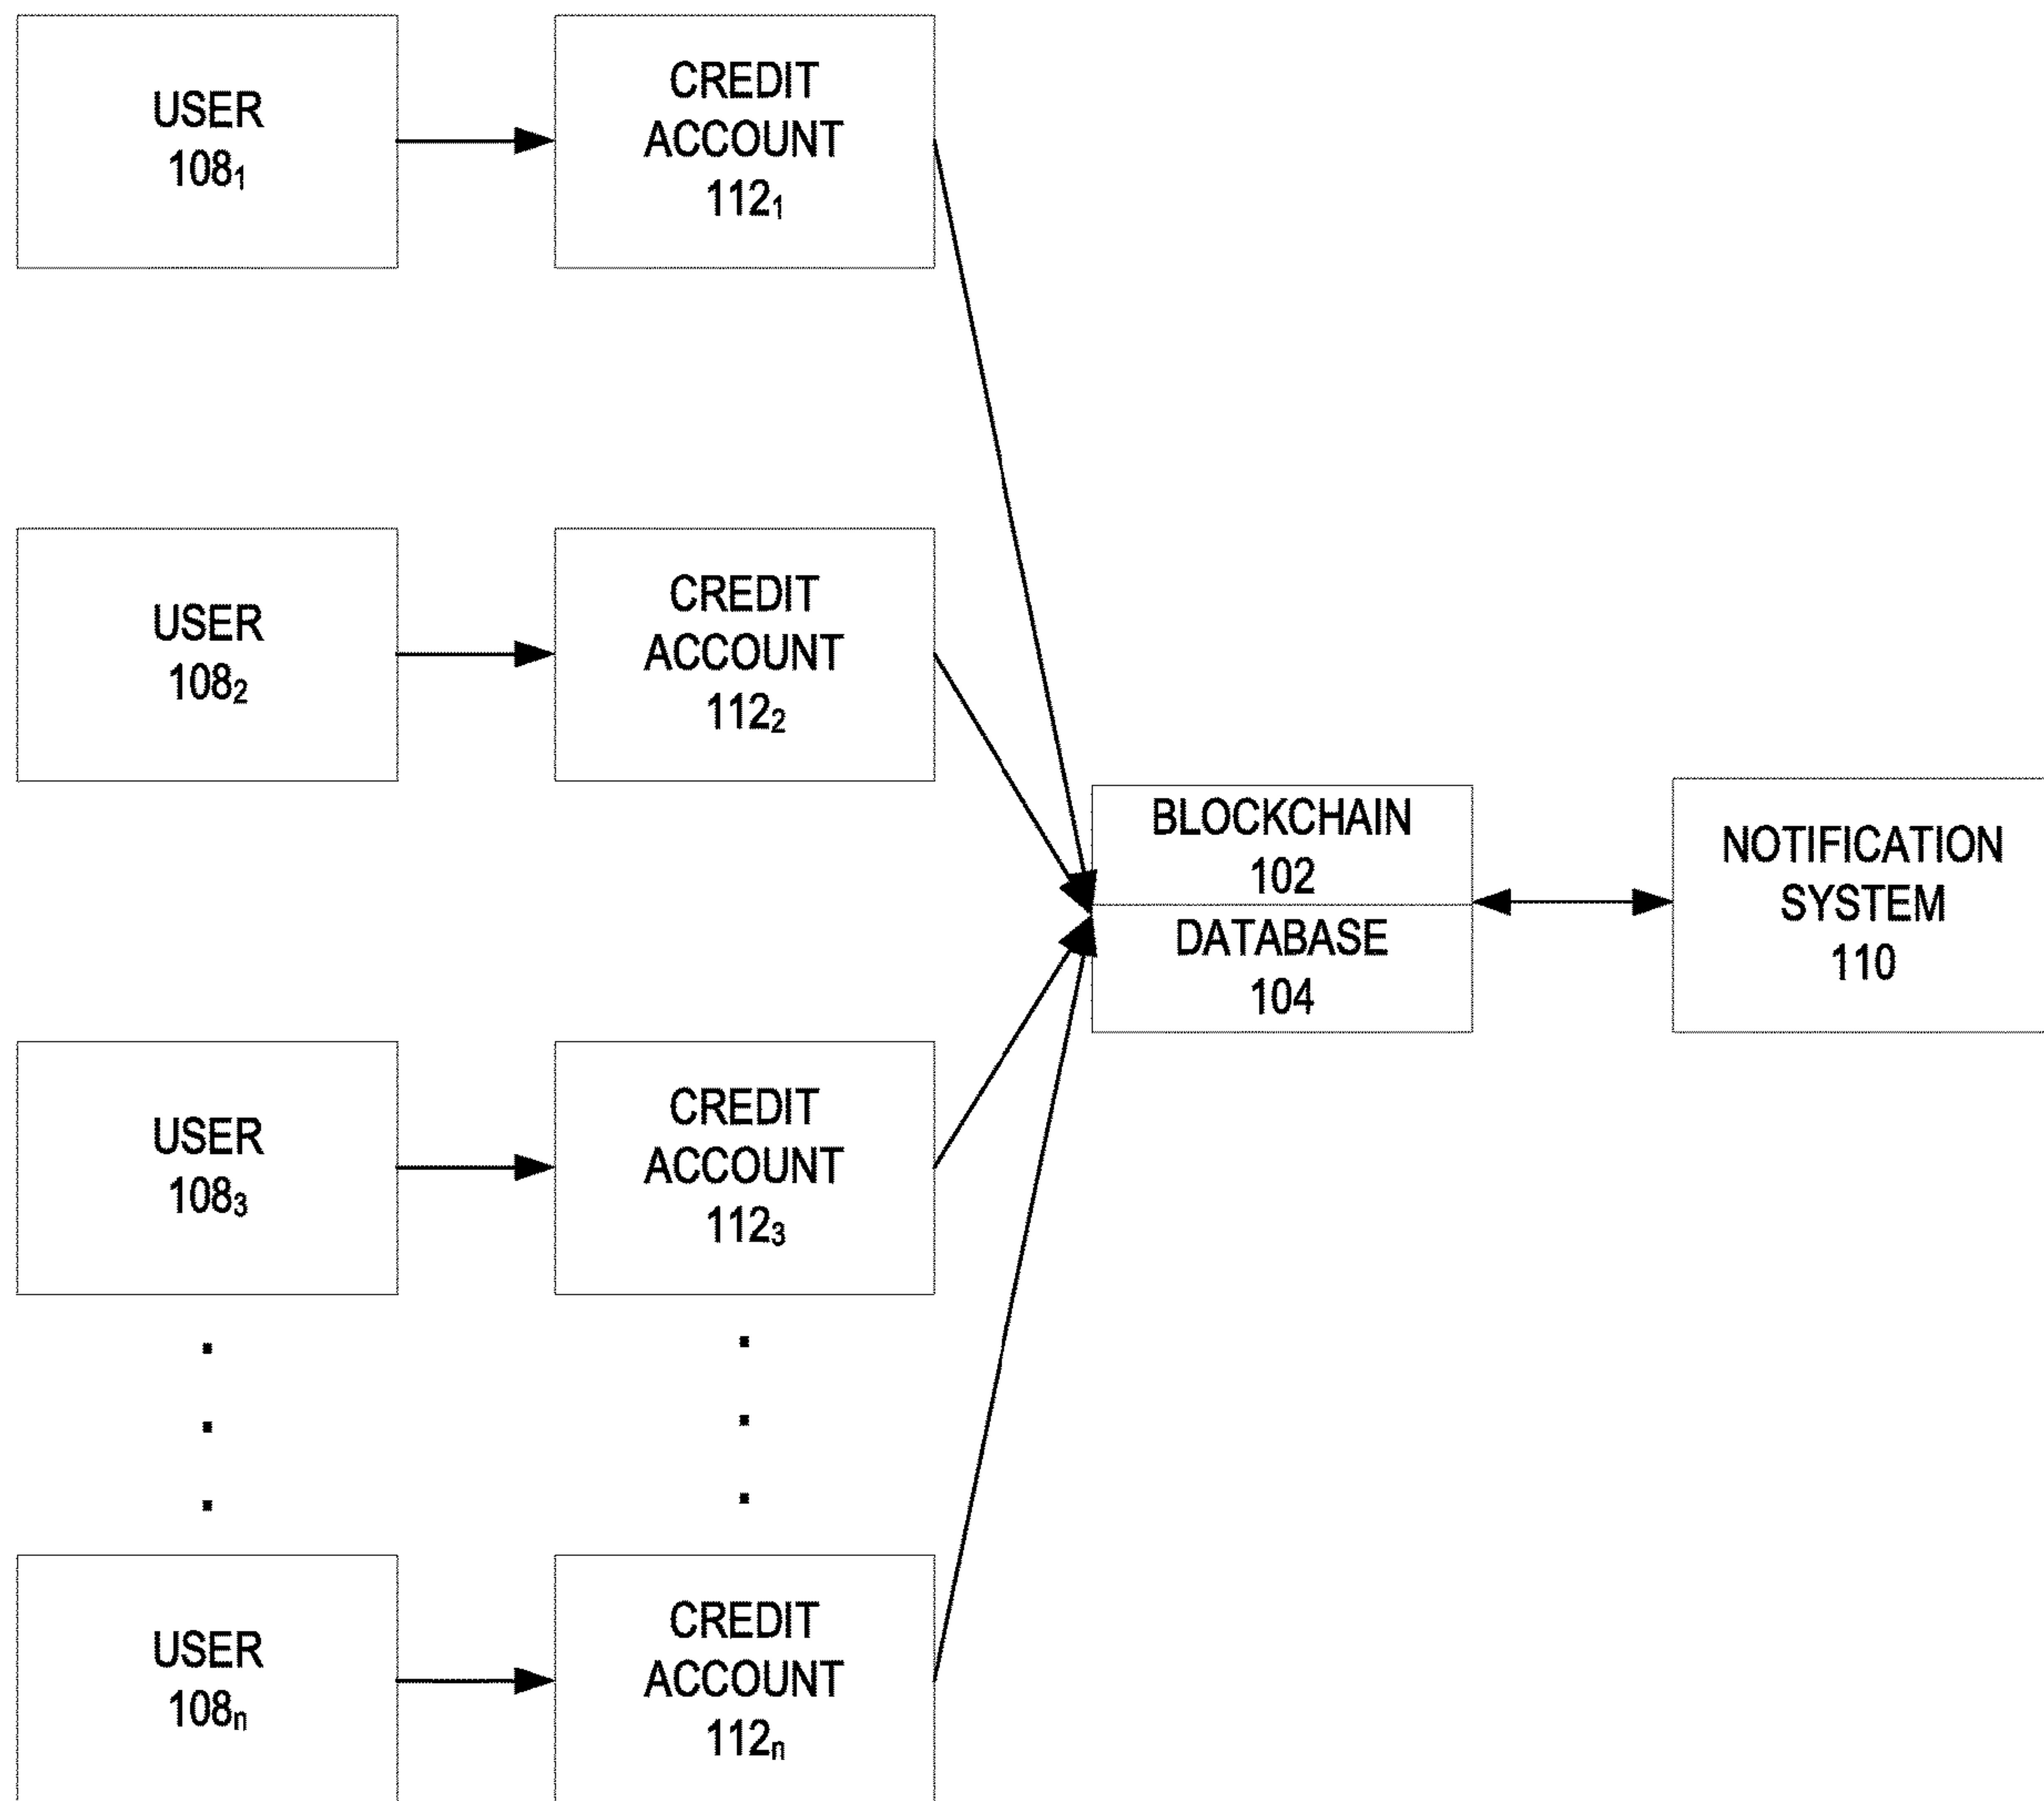 USER
108₁
CREDIT
ACCOUNT
112₁
USER
108₂
CREDIT
ACCOUNT
112₂
BLOCKCHAIN
102
DATABASE
104
NOTIFICATION
SYSTEM
110
USER
108₃
CREDIT
ACCOUNT
112₃
USER
108ₙ
CREDIT
ACCOUNT
112ₙ